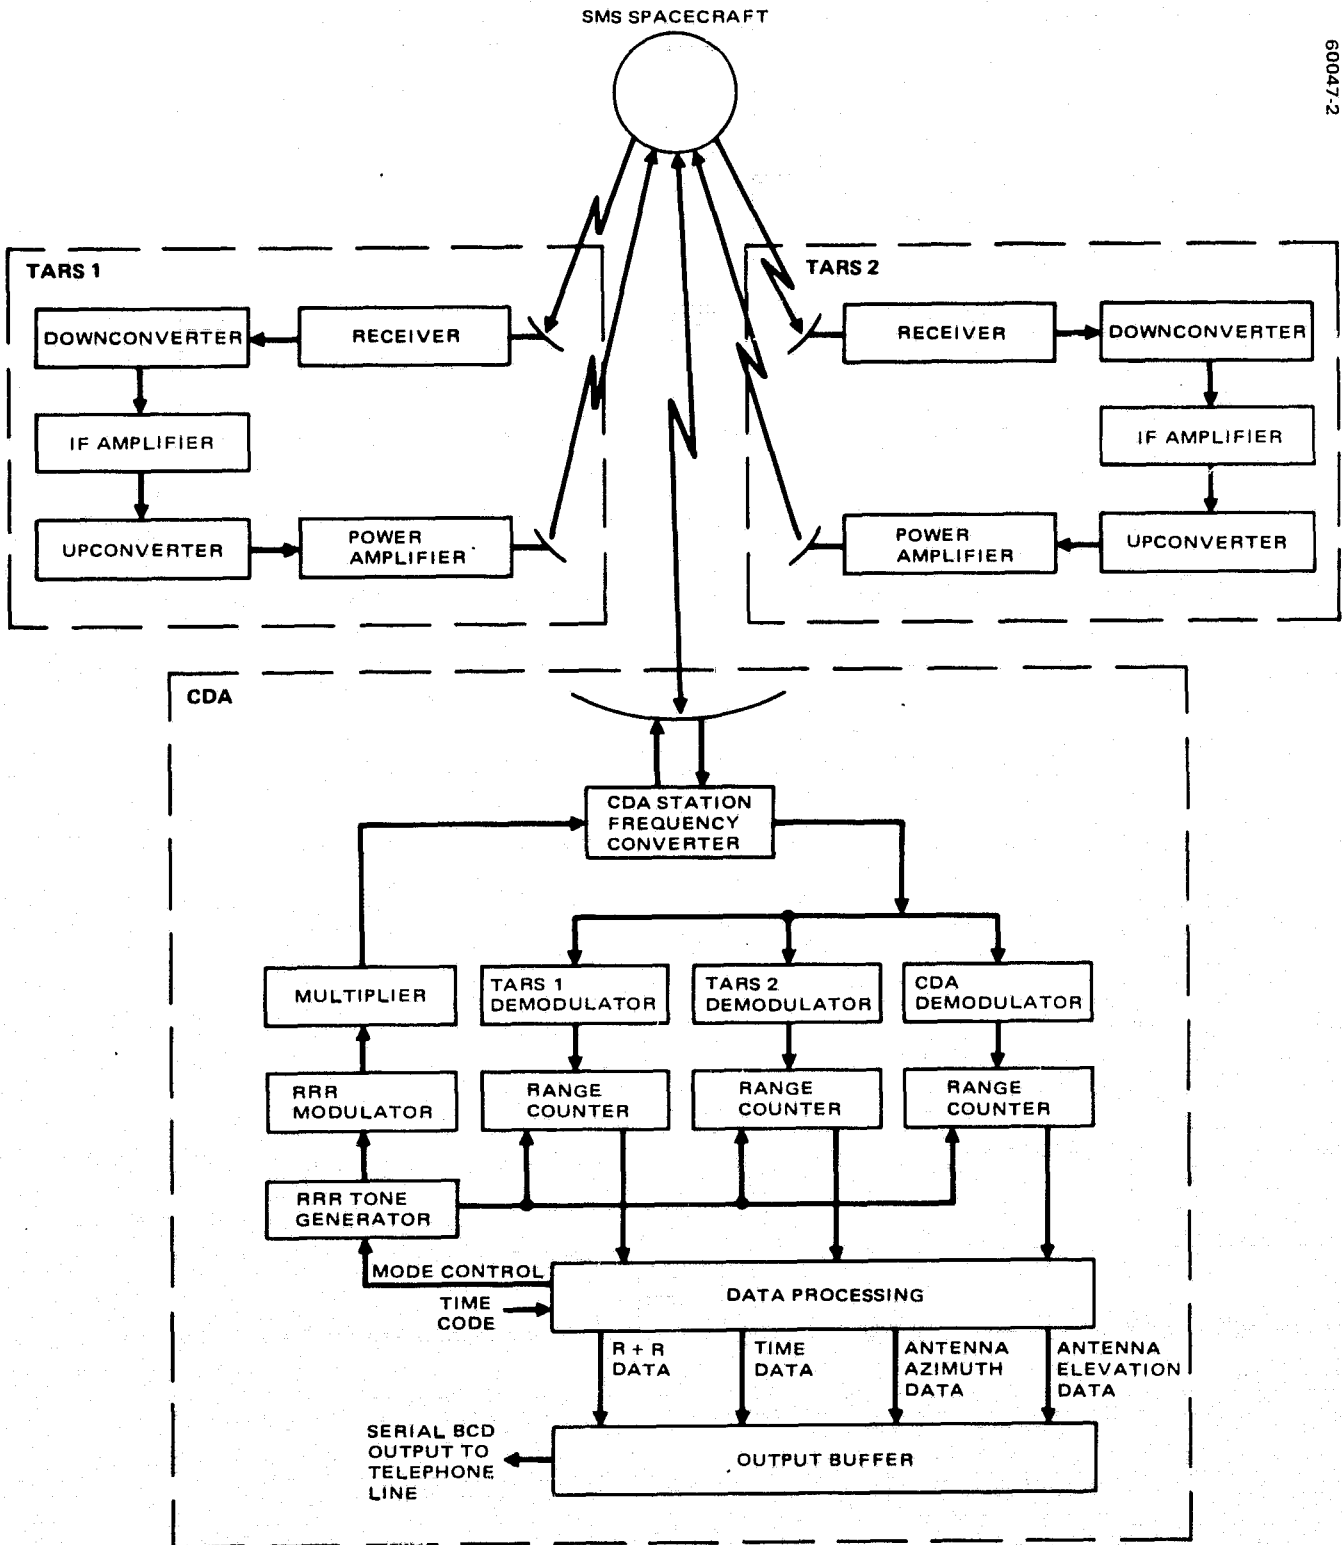 SMS SPACECRAFT
60047-2
TARS 1
DOWNCONVERTER
RECEIVER
IF AMPLIFIER
UPCONVERTER
POWER
AMPLIFIER
TARS 2
RECEIVER
DOWNCONVERTER
IF AMPLIFIER
POWER
AMPLIFIER
UPCONVERTER
CDA
CDA STATION
FREQUENCY
CONVERTER
MULTIPLIER
TARS 1
DEMODULATOR
TARS 2
DEMODULATOR
CDA
DEMODULATOR
RRR
MODULATOR
RANGE
COUNTER
RANGE
COUNTER
RANGE
COUNTER
RRR TONE
GENERATOR
MODE CONTROL
TIME
CODE
DATA PROCESSING
R + R
DATA
TIME
DATA
ANTENNA
AZIMUTH
DATA
ANTENNA
ELEVATION
DATA
SERIAL BCD
OUTPUT TO
TELEPHONE
LINE
OUTPUT BUFFER